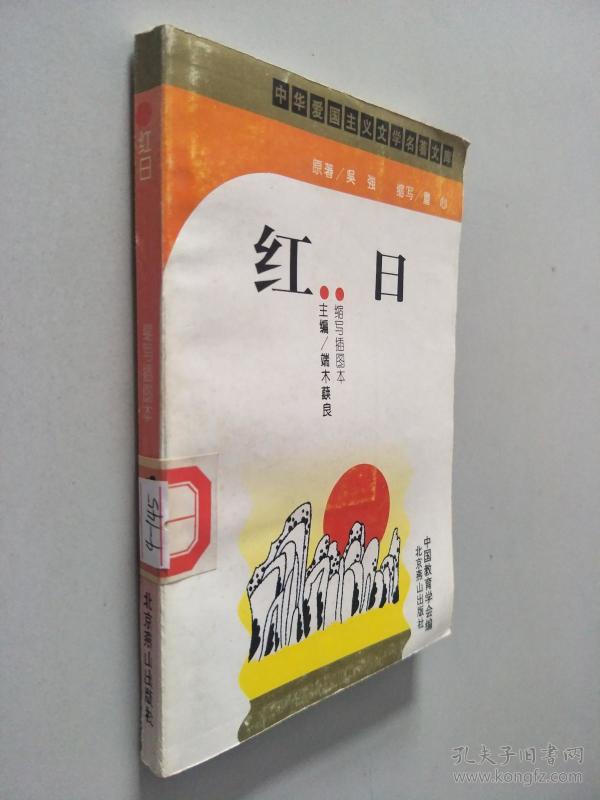 中华爱国主义文学名著文库
原著/吴 强 缩写/童 心
红日
缩写插图本
主编/端木蕻良
中国教育学会编
北京燕山出版社
红日
缩写插图本
北京燕山出版社
孔夫子旧书网
www.kongfz.com